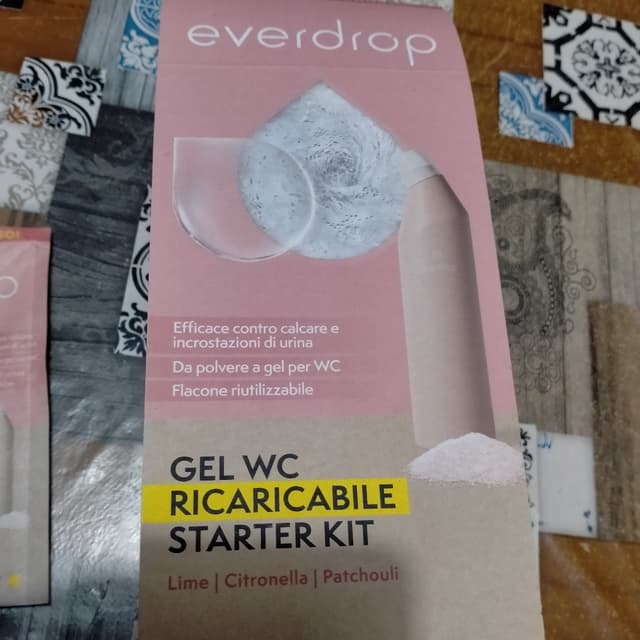 everdrop
Efficace contro calcare e
incrostazioni di urina
Da polvere a gel per WC
Flacone riutilizzabile
GEL WC
RICARICABILE
STARTER KIT
Lime | Citronella | Patchouli